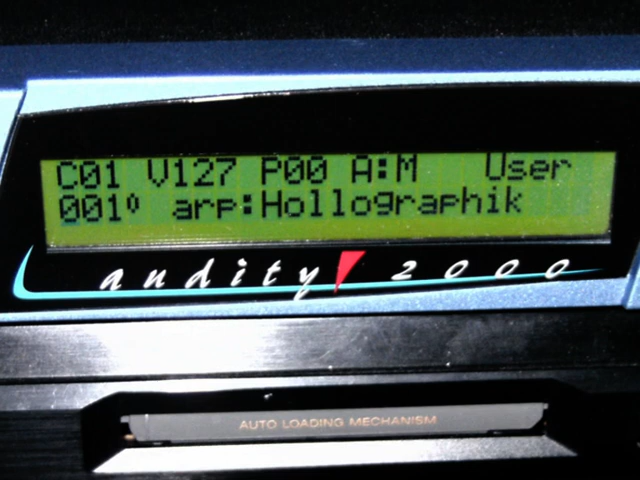 C01 V127 P00 A:M User
001⁰ arp:Hollographik
audity 2000
AUTO LOADING MECHANISM